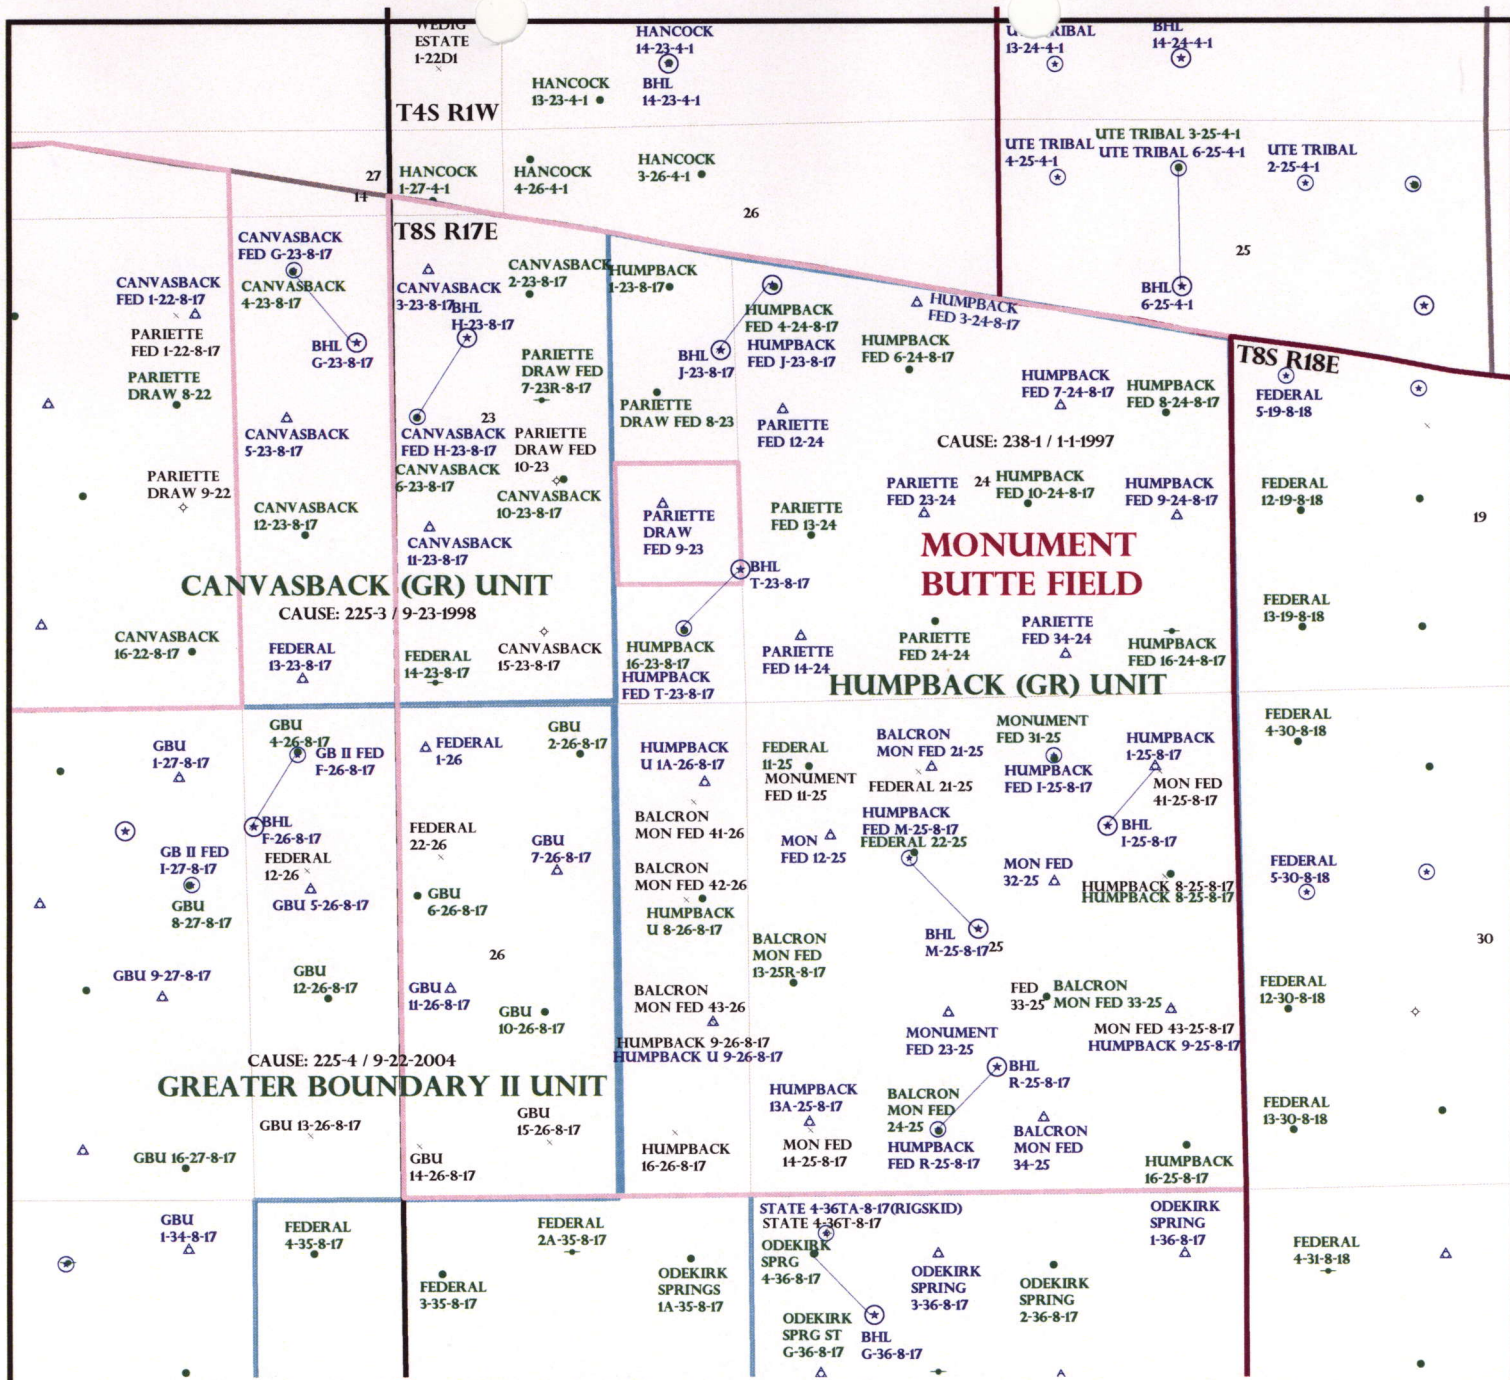 WEDIG
ESTATE
1-22D1
HANCOCK
14-23-4-1
BHL
14-23-4-1
HANCOCK
13-23-4-1
UTE TRIBAL
13-24-4-1
BHL
14-24-4-1
T4S R1W
27
14
HANCOCK
1-27-4-1
HANCOCK
4-26-4-1
HANCOCK
3-26-4-1
26
UTE TRIBAL
4-25-4-1
UTE TRIBAL 3-25-4-1
UTE TRIBAL 6-25-4-1
UTE TRIBAL
2-25-4-1
25
BHL
6-25-4-1
T8S R17E
CANVASBACK
FED G-23-8-17
CANVASBACK
4-23-8-17
CANVASBACK
FED 1-22-8-17
PARIETTE
FED 1-22-8-17
PARIETTE
DRAW 8-22
BHL
G-23-8-17
CANVASBACK
3-23-8-17
BHL
H-23-8-17
CANVASBACK
2-23-8-17
HUMPBACK
1-23-8-17
PARIETTE
DRAW FED
7-23R-8-17
HUMPBACK
FED 4-24-8-17
HUMPBACK
FED J-23-8-17
BHL
J-23-8-17
HUMPBACK
FED 3-24-8-17
HUMPBACK
FED 6-24-8-17
HUMPBACK
FED 7-24-8-17
HUMPBACK
FED 8-24-8-17
T8S R18E
FEDERAL
5-19-8-18
PARIETTE
DRAW FED 8-23
PARIETTE
FED 12-24
CAUSE: 238-1 / 1-1-1997
CANVASBACK
5-23-8-17
23
CANVASBACK
FED H-23-8-17
CANVASBACK
6-23-8-17
PARIETTE
DRAW FED
10-23
CANVASBACK
10-23-8-17
PARIETTE
DRAW 9-22
CANVASBACK
12-23-8-17
CANVASBACK
11-23-8-17
PARIETTE
DRAW
FED 9-23
PARIETTE
FED 13-24
PARIETTE
FED 23-24
24
HUMPBACK
FED 10-24-8-17
HUMPBACK
FED 9-24-8-17
FEDERAL
12-19-8-18
19
MONUMENT
BUTTE FIELD
BHL
T-23-8-17
CANVASBACK (GR) UNIT
CAUSE: 225-3 / 9-23-1998
CANVASBACK
16-22-8-17
FEDERAL
13-23-8-17
FEDERAL
14-23-8-17
CANVASBACK
15-23-8-17
HUMPBACK
16-23-8-17
HUMPBACK
FED T-23-8-17
PARIETTE
FED 14-24
PARIETTE
FED 24-24
PARIETTE
FED 34-24
HUMPBACK
FED 16-24-8-17
FEDERAL
13-19-8-18
HUMPBACK (GR) UNIT
GBU
1-27-8-17
GBU
4-26-8-17
GB II FED
F-26-8-17
FEDERAL
1-26
GBU
2-26-8-17
HUMPBACK
U 1A-26-8-17
FEDERAL
11-25
MONUMENT
FED 11-25
BALCRON
MON FED 21-25
FEDERAL 21-25
MONUMENT
FED 31-25
HUMPBACK
FED I-25-8-17
HUMPBACK
1-25-8-17
MON FED
41-25-8-17
FEDERAL
4-30-8-18
BHL
F-26-8-17
GB II FED
I-27-8-17
FEDERAL
12-26
GBU 5-26-8-17
GBU
8-27-8-17
FEDERAL
22-26
GBU
7-26-8-17
GBU
6-26-8-17
BALCRON
MON FED 41-26
BALCRON
MON FED 42-26
HUMPBACK
U 8-26-8-17
MON
FED 12-25
HUMPBACK
FED M-25-8-17
FEDERAL 22-25
BHL
I-25-8-17
MON FED
32-25
HUMPBACK 8-25-8-17
HUMPBACK 8-25-8-17
FEDERAL
5-30-8-18
26
BALCRON
MON FED
13-25R-8-17
BHL
M-25-8-17
25
30
GBU 9-27-8-17
GBU
12-26-8-17
GBU
11-26-8-17
GBU
10-26-8-17
BALCRON
MON FED 43-26
HUMPBACK 9-26-8-17
HUMPBACK U 9-26-8-17
MONUMENT
FED 23-25
FED
33-25
BALCRON
MON FED 33-25
MON FED 43-25-8-17
HUMPBACK 9-25-8-17
FEDERAL
12-30-8-18
CAUSE: 225-4 / 9-22-2004
GREATER BOUNDARY II UNIT
BHL
R-25-8-17
GBU 13-26-8-17
GBU 16-27-8-17
GBU
14-26-8-17
GBU
15-26-8-17
HUMPBACK
16-26-8-17
HUMPBACK
13A-25-8-17
MON FED
14-25-8-17
BALCRON
MON FED
24-25
HUMPBACK
FED R-25-8-17
BALCRON
MON FED
34-25
HUMPBACK
16-25-8-17
FEDERAL
13-30-8-18
GBU
1-34-8-17
FEDERAL
4-35-8-17
FEDERAL
3-35-8-17
FEDERAL
2A-35-8-17
ODEKIRK
SPRINGS
1A-35-8-17
STATE 4-36TA-8-17(RIGSKID)
STATE 4-36T-8-17
ODEKIRK
SPRG
4-36-8-17
ODEKIRK
SPRG ST
G-36-8-17
BHL
G-36-8-17
ODEKIRK
SPRING
3-36-8-17
ODEKIRK
SPRING
2-36-8-17
ODEKIRK
SPRING
1-36-8-17
FEDERAL
4-31-8-18